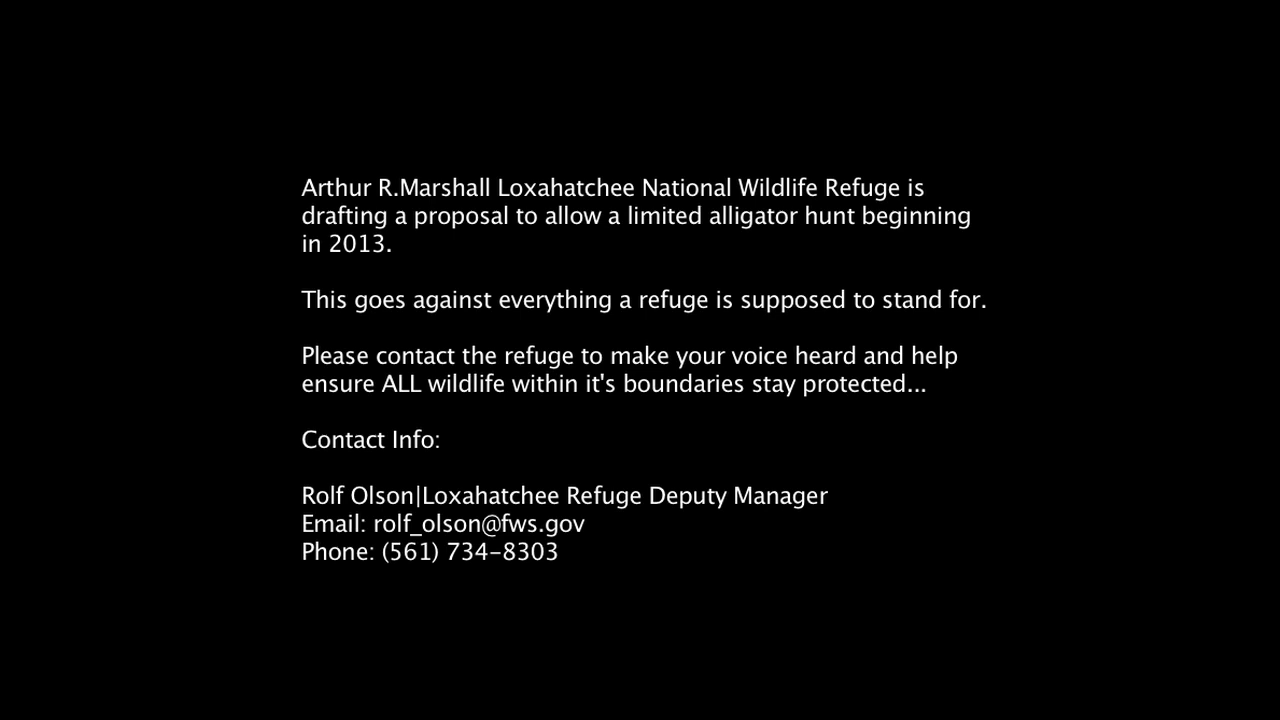 Arthur R.Marshall Loxahatchee National Wildlife Refuge is
drafting a proposal to allow a limited alligator hunt beginning
in 2013.
This goes against everything a refuge is supposed to stand for.
Please contact the refuge to make your voice heard and help
ensure ALL wildlife within it's boundaries stay protected...
Contact Info:
Rolf Olson|Loxahatchee Refuge Deputy Manager
Email: rolf_olson@fws.gov
Phone: (561) 734-8303